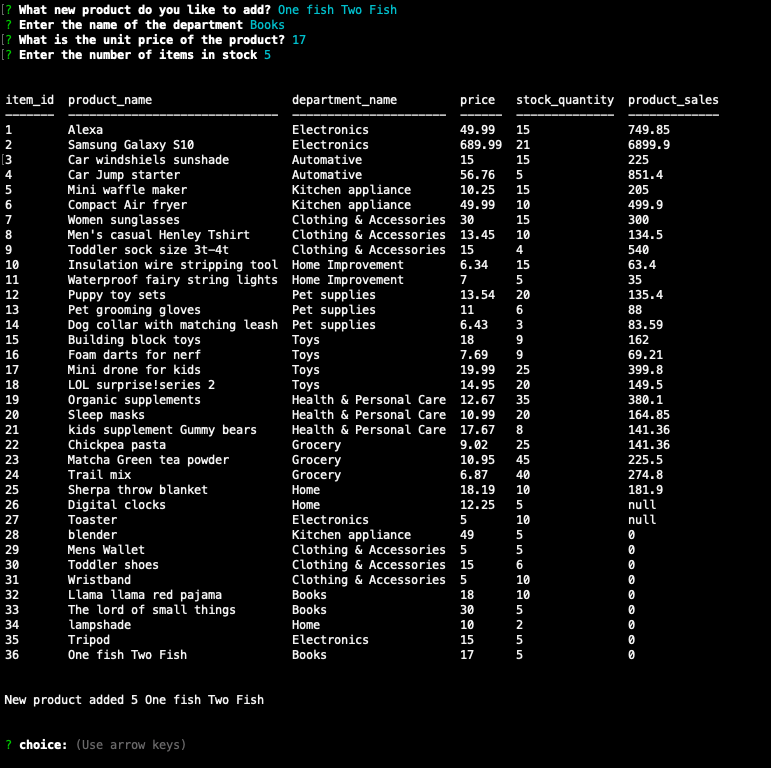 [? What new product do you like to add? One fish Two Fish
? Enter the name of the department Books
[? What is the unit price of the product? 17
[? Enter the number of items in stock 5
item_id  product_name                    department_name         price   stock_quantity  product_sales
-------  ------------------------------  ----------------------  ------  --------------  -------------
1        Alexa                           Electronics             49.99   15              749.85
2        Samsung Galaxy S10              Electronics             689.99  21              6899.9
[3        Car windshiels sunshade         Automative              15      15              225
4        Car Jump starter                Automative              56.76   5               851.4
5        Mini waffle maker               Kitchen appliance       10.25   15              205
6        Compact Air fryer               Kitchen appliance       49.99   10              499.9
7        Women sunglasses                Clothing & Accessories  30      15              300
8        Men's casual Henley Tshirt      Clothing & Accessories  13.45   10              134.5
9        Toddler sock size 3t-4t         Clothing & Accessories  15      4               540
10       Insulation wire stripping tool  Home Improvement        6.34    15              63.4
11       Waterproof fairy string lights  Home Improvement        7       5               35
12       Puppy toy sets                  Pet supplies            13.54   20              135.4
13       Pet grooming gloves             Pet supplies            11      6               88
14       Dog collar with matching leash  Pet supplies            6.43    3               83.59
15       Building block toys             Toys                    18      9               162
16       Foam darts for nerf             Toys                    7.69    9               69.21
17       Mini drone for kids             Toys                    19.99   25              399.8
18       LOL surprise!series 2           Toys                    14.95   20              149.5
19       Organic supplements             Health & Personal Care  12.67   35              380.1
20       Sleep masks                     Health & Personal Care  10.99   20              164.85
21       kids supplement Gummy bears     Health & Personal Care  17.67   8               141.36
22       Chickpea pasta                  Grocery                 9.02    25              141.36
23       Matcha Green tea powder         Grocery                 10.95   45              225.5
24       Trail mix                       Grocery                 6.87    40              274.8
25       Sherpa throw blanket            Home                    18.19   10              181.9
26       Digital clocks                  Home                    12.25   5               null
27       Toaster                         Electronics             5       10              null
28       blender                         Kitchen appliance       49      5               0
29       Mens Wallet                     Clothing & Accessories  5       5               0
30       Toddler shoes                   Clothing & Accessories  15      6               0
31       Wristband                       Clothing & Accessories  5       10              0
32       Llama llama red pajama          Books                   18      10              0
33       The lord of small things        Books                   30      5               0
34       lampshade                       Home                    10      2               0
35       Tripod                          Electronics             15      5               0
36       One fish Two Fish               Books                   17      5               0
New product added 5 One fish Two Fish
? choice: (Use arrow keys)